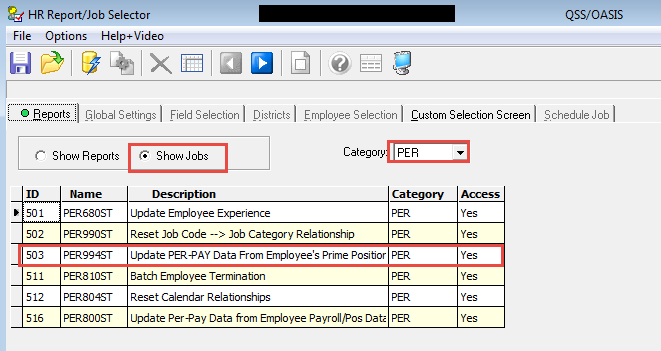 HR Report/Job Selector QSS/OASIS
File Options Help+Video
Reports Global Settings Field Selection Districts Employee Selection Custom Selection Screen Schedule Job
Show Reports Show Jobs Category: PER
ID Name Description Category Access
501 PER680ST Update Employee Experience PER Yes
502 PER990ST Reset Job Code --> Job Category Relationship PER Yes
503 PER994ST Update PER-PAY Data From Employee's Prime Position PER Yes
511 PER810ST Batch Employee Termination PER Yes
512 PER804ST Reset Calendar Relationships PER Yes
516 PER800ST Update Per-Pay Data from Employee Payroll/Pos Data PER Yes